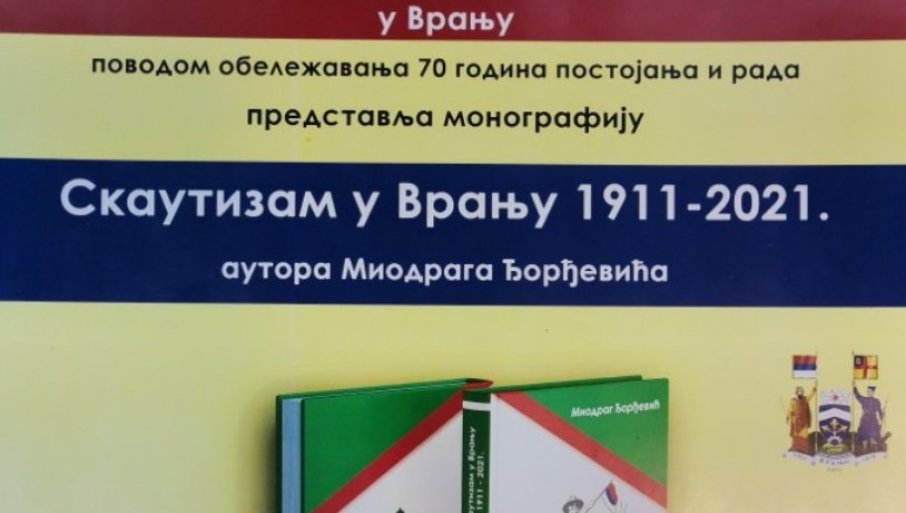 у Врању
поводом обележавања 70 година постојања и рада
представља монографију
Скаутизам у Врању 1911-2021.
аутора Миодрага Ђорђевића
Миодраг Ђорђевић
Скаутизам у Врању
1911 - 2021.